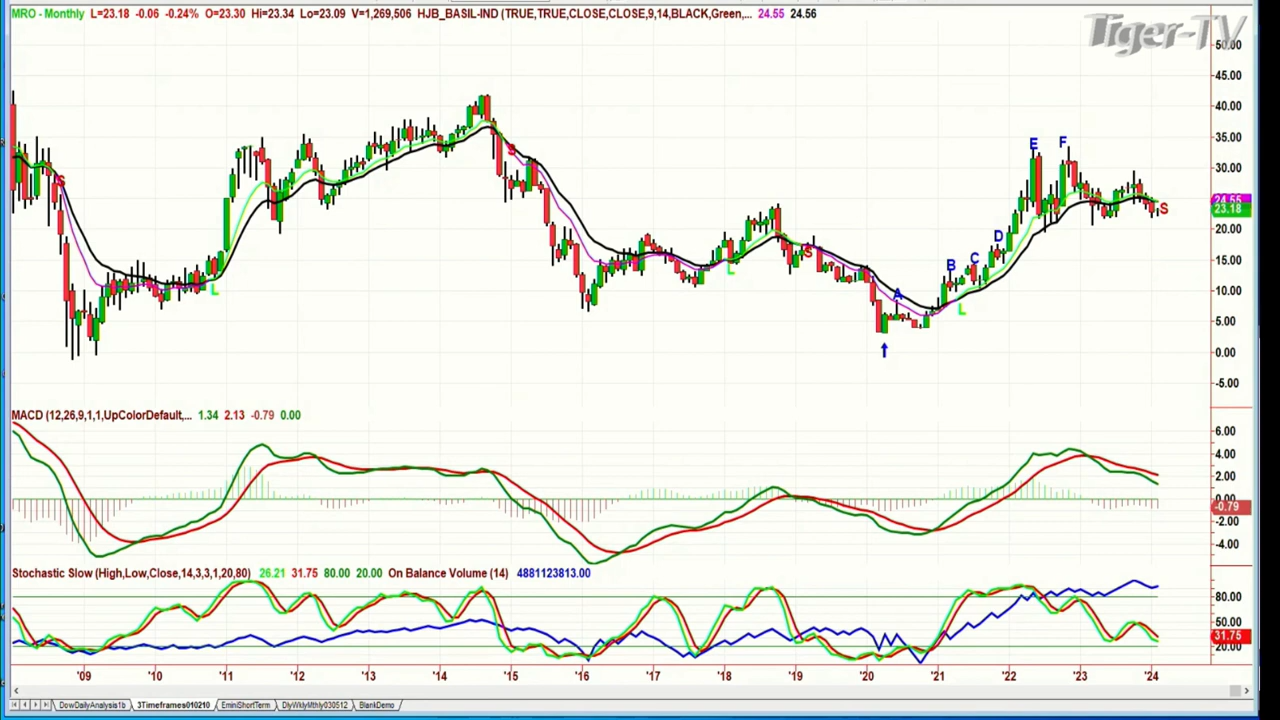 MRO - Monthly L=23.18 -0.06 -0.24% O=23.30 Hi=23.34 Lo=23.09 V=1,269,506 HJB_BASIL-IND (TRUE,TRUE,CLOSE,CLOSE,9,14,BLACK,Green,... 24.55 24.56
Tiger-TV
50.00
45.00
40.00
35.00
30.00
24.55
23.18
20.00
15.00
10.00
5.00
0.00
-5.00
S
S
E F
S
D
B C
S
L
L
A
L
MACD (12,26,9,1,1,UpColorDefault,... 1.34 2.13 -0.79 0.00
6.00
4.00
2.00
0.00
-0.79
-2.00
-4.00
Stochastic Slow (High,Low,Close,14,3,3,1,20,80) 26.21 31.75 80.00 20.00 On Balance Volume (14) 4881123813.00
80.00
50.00
31.75
20.00
'09 '10 '11 '12 '13 '14 '15 '16 '17 '18 '19 '20 '21 '22 '23 '24
DowDailyAnalysis1b 3Timeframes010210 EminShortTerm DlyWklyMthly030512 BlankDemo